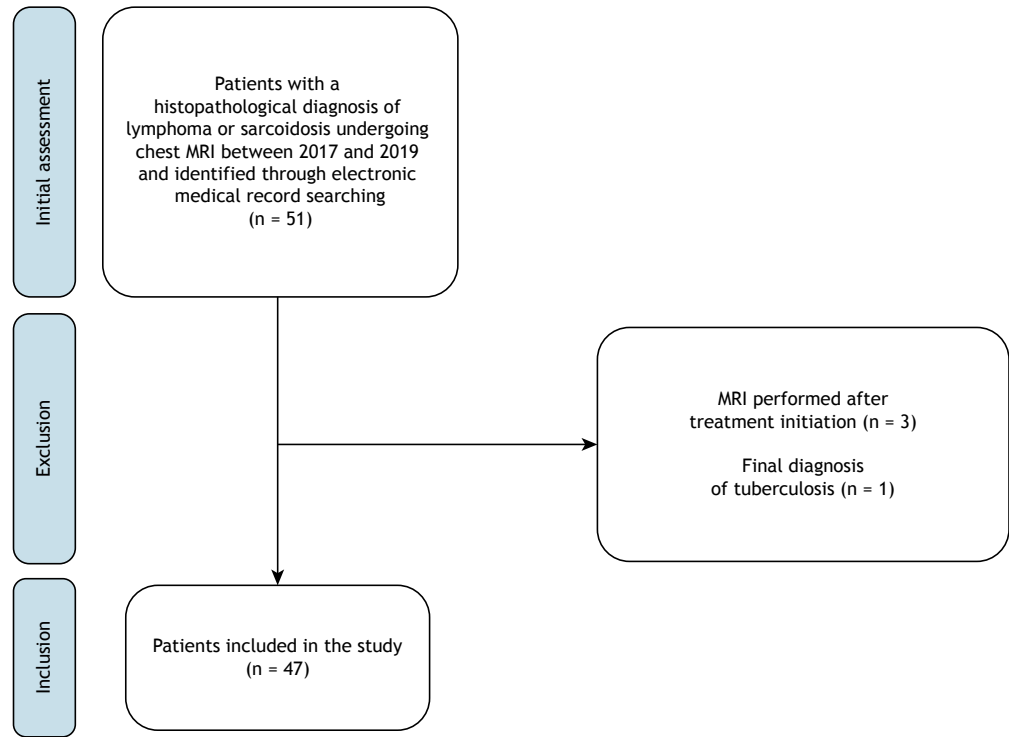 Initial assessment
Patients with a
histopathological diagnosis of
lymphoma or sarcoidosis undergoing
chest MRI between 2017 and 2019
and identified through electronic
medical record searching
(n = 51)
Exclusion
MRI performed after
treatment initiation (n = 3)
Final diagnosis
of tuberculosis (n = 1)
Inclusion
Patients included in the study
(n = 47)